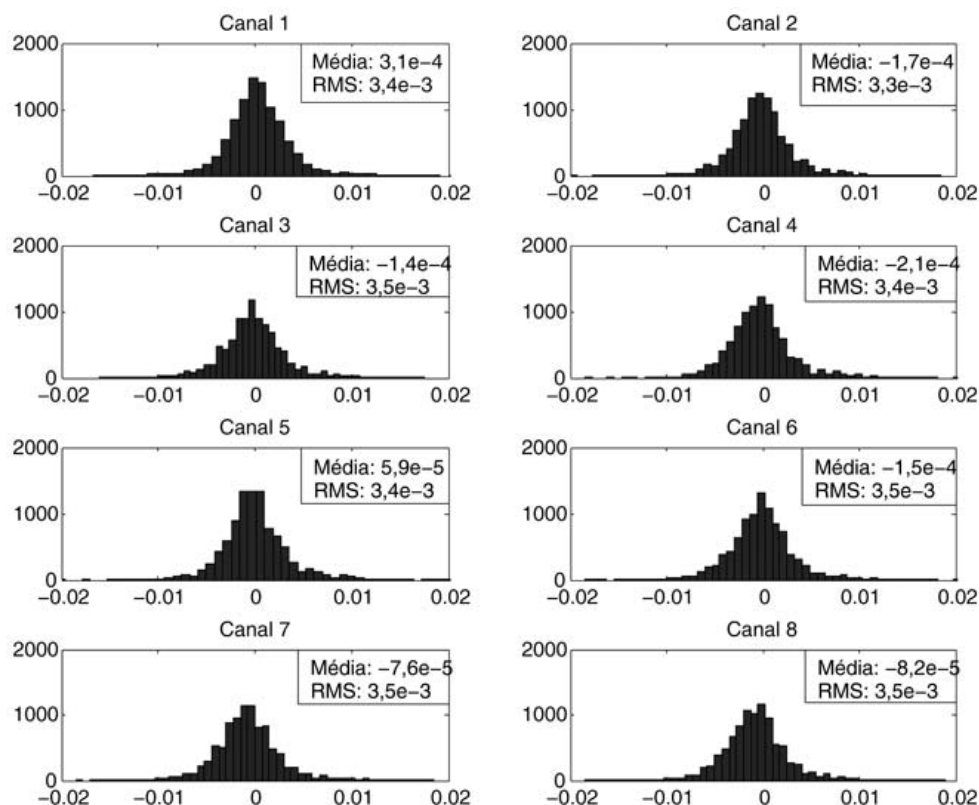 Canal 1
2000
1000
0
Média: 3,1e−4
RMS: 3,4e−3
−0.02 −0.01 0 0.01 0.02
Canal 2
2000
1000
0
Média: −1,7e−4
RMS: 3,3e−3
−0.02 −0.01 0 0.01 0.02
Canal 3
2000
1000
0
Média: −1,4e−4
RMS: 3,5e−3
−0.02 −0.01 0 0.01 0.02
Canal 4
2000
1000
0
Média: −2,1e−4
RMS: 3,4e−3
−0.02 −0.01 0 0.01 0.02
Canal 5
2000
1000
0
Média: 5,9e−5
RMS: 3,4e−3
−0.02 −0.01 0 0.01 0.02
Canal 6
2000
1000
0
Média: −1,5e−4
RMS: 3,5e−3
−0.02 −0.01 0 0.01 0.02
Canal 7
2000
1000
0
Média: −7,6e−5
RMS: 3,5e−3
−0.02 −0.01 0 0.01 0.02
Canal 8
2000
1000
0
Média: −8,2e−5
RMS: 3,5e−3
−0.02 −0.01 0 0.01 0.02